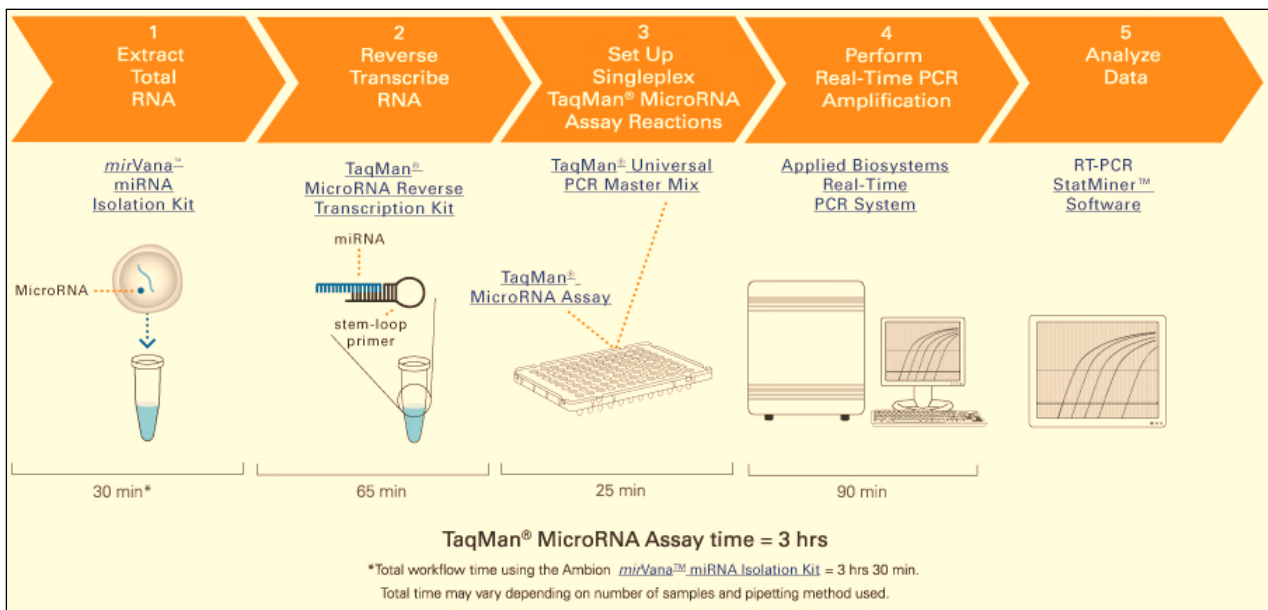 1
Extract
Total
RNA
2
Reverse
Transcribe
RNA
3
Set Up
Singleplex
TaqMan® MicroRNA
Assay Reactions
4
Perform
Real-Time PCR
Amplification
5
Analyze
Data
mirVana™
miRNA
Isolation Kit
TaqMan®
MicroRNA Reverse
Transcription Kit
TaqMan® Universal
PCR Master Mix
Applied Biosystems
Real-Time
PCR System
RT-PCR
StatMiner™
Software
MicroRNA
miRNA
stem-loop
primer
TaqMan®
MicroRNA Assay
30 min*
65 min
25 min
90 min
TaqMan® MicroRNA Assay time = 3 hrs
*Total workflow time using the Ambion mirVana™ miRNA Isolation Kit = 3 hrs 30 min.
Total time may vary depending on number of samples and pipetting method used.